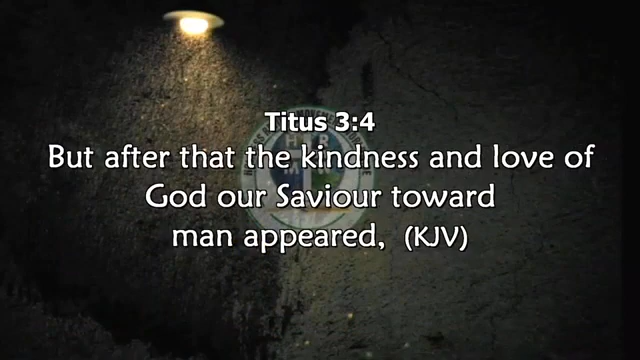 Titus 3:4
But after that the kindness and love of
God our Saviour toward
man appeared, (KJV)